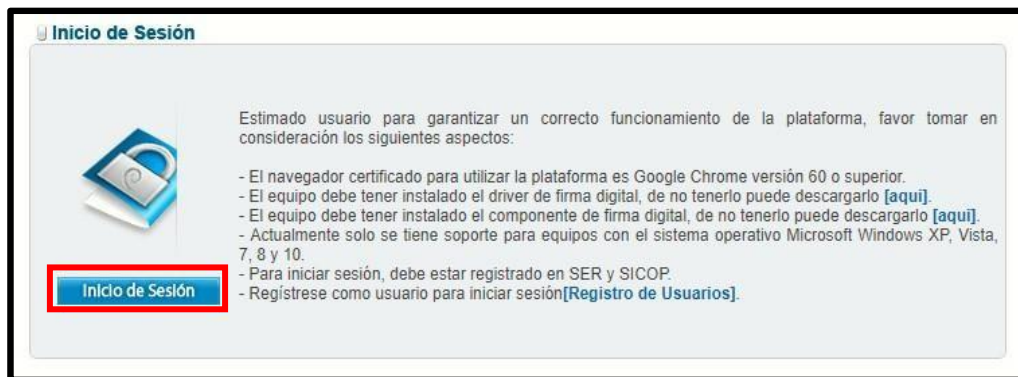 Inicio de Sesión
Estimado usuario para garantizar un correcto funcionamiento de la plataforma, favor tomar en
consideración los siguientes aspectos:
- El navegador certificado para utilizar la plataforma es Google Chrome versión 60 o superior.
- El equipo debe tener instalado el driver de firma digital, de no tenerlo puede descargarlo [aquí].
- El equipo debe tener instalado el componente de firma digital, de no tenerlo puede descargarlo [aquí].
- Actualmente solo se tiene soporte para equipos con el sistema operativo Microsoft Windows XP, Vista,
7, 8 y 10.
- Para iniciar sesión, debe estar registrado en SER y SICOP.
- Regístrese como usuario para iniciar sesión[Registro de Usuarios].
Inicio de Sesión